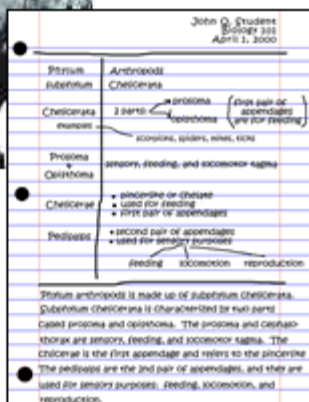 John Q. Student
Biology 101
April 1, 2000
Phylum Arthropods
subphylum Chelicerata
Chelicerata 2 parts: prosoma opisthoma (first pair of appendages are for feeding)
examples scorpions, spiders, mites, ticks
Prosoma + Opisthoma sensory, feeding, and locomotor tagma
Chelicerae • pincerlike or chelate
• used for feeding
• first pair of appendages
Pedipalps • second pair of appendages
• used for sensory purposes
feeding locomotion reproduction
Phylum arthropods is made up of subphylum chelicerata.
Subphylum chelicerata is characterized by two parts
called prosoma and opisthoma. The prosoma and cephalo-
thorax are sensory, feeding, and locomotor tagma. The
chilcerae is the first appendage and refers to the pincerlike
The pedipalps are the 2nd pair of appendages, and they are
used for sensory purposes: feeding, locomotion, and
reproduction.